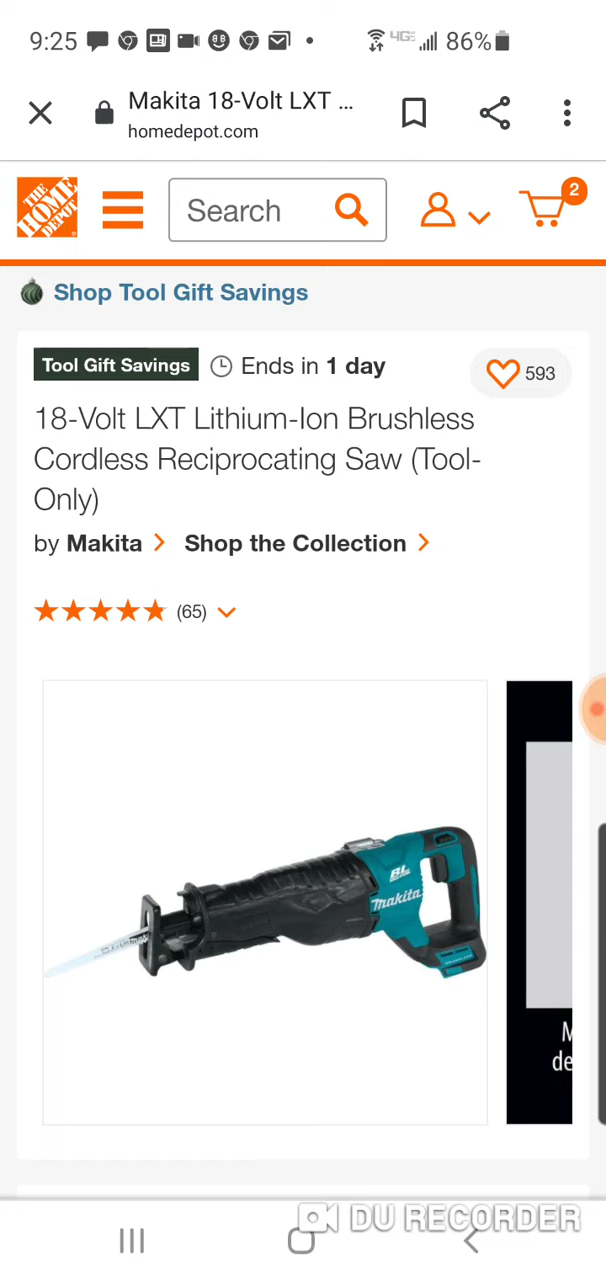 9:25
4GE 86%
Makita 18-Volt LXT ...
homedepot.com
THE
HOME
DEPOT
Search
2
Shop Tool Gift Savings
Tool Gift Savings Ends in 1 day
593
18-Volt LXT Lithium-Ion Brushless
Cordless Reciprocating Saw (Tool-
Only)
by Makita > Shop the Collection >
(65)
BL
makita
M
de
DU RECORDER